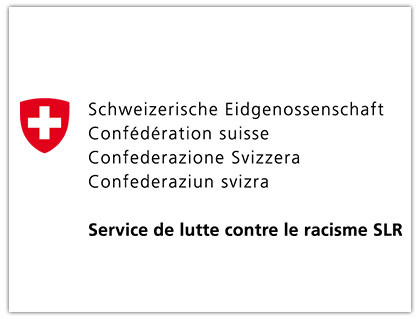 Schweizerische Eidgenossenschaft
Confédération suisse
Confederazione Svizzera
Confederaziun svizra
Service de lutte contre le racisme SLR